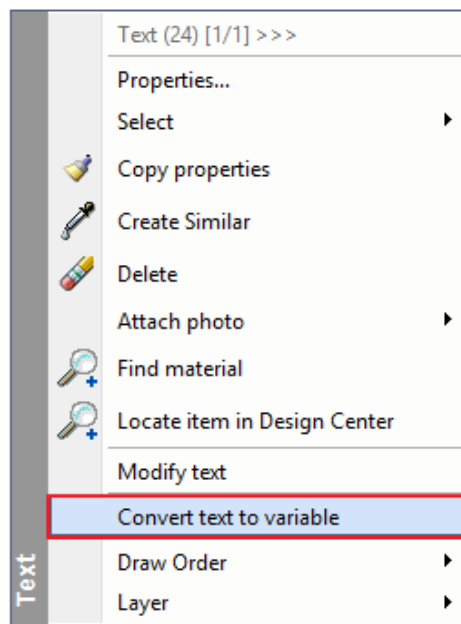 Text (24) [1/1] >>>
Properties...
Select
Copy properties
Create Similar
Delete
Attach photo
Find material
Locate item in Design Center
Modify text
Convert text to variable
Draw Order
Layer
Text